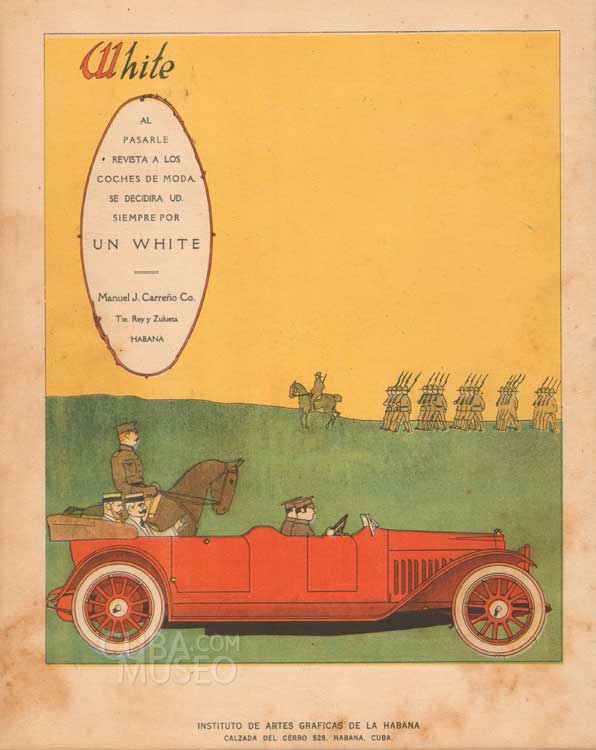 White
AL
PASARLE
REVISTA A LOS
COCHES DE MODA,
SE DECIDIRA UD.
SIEMPRE POR
UN WHITE
Manuel J. Carreño Co.
Tte. Rey y Zulueta
HABANA
CUBA.COM
MUSEO
INSTITUTO DE ARTES GRAFICAS DE LA HABANA
CALZADA DEL CERRO 528. HABANA, CUBA.